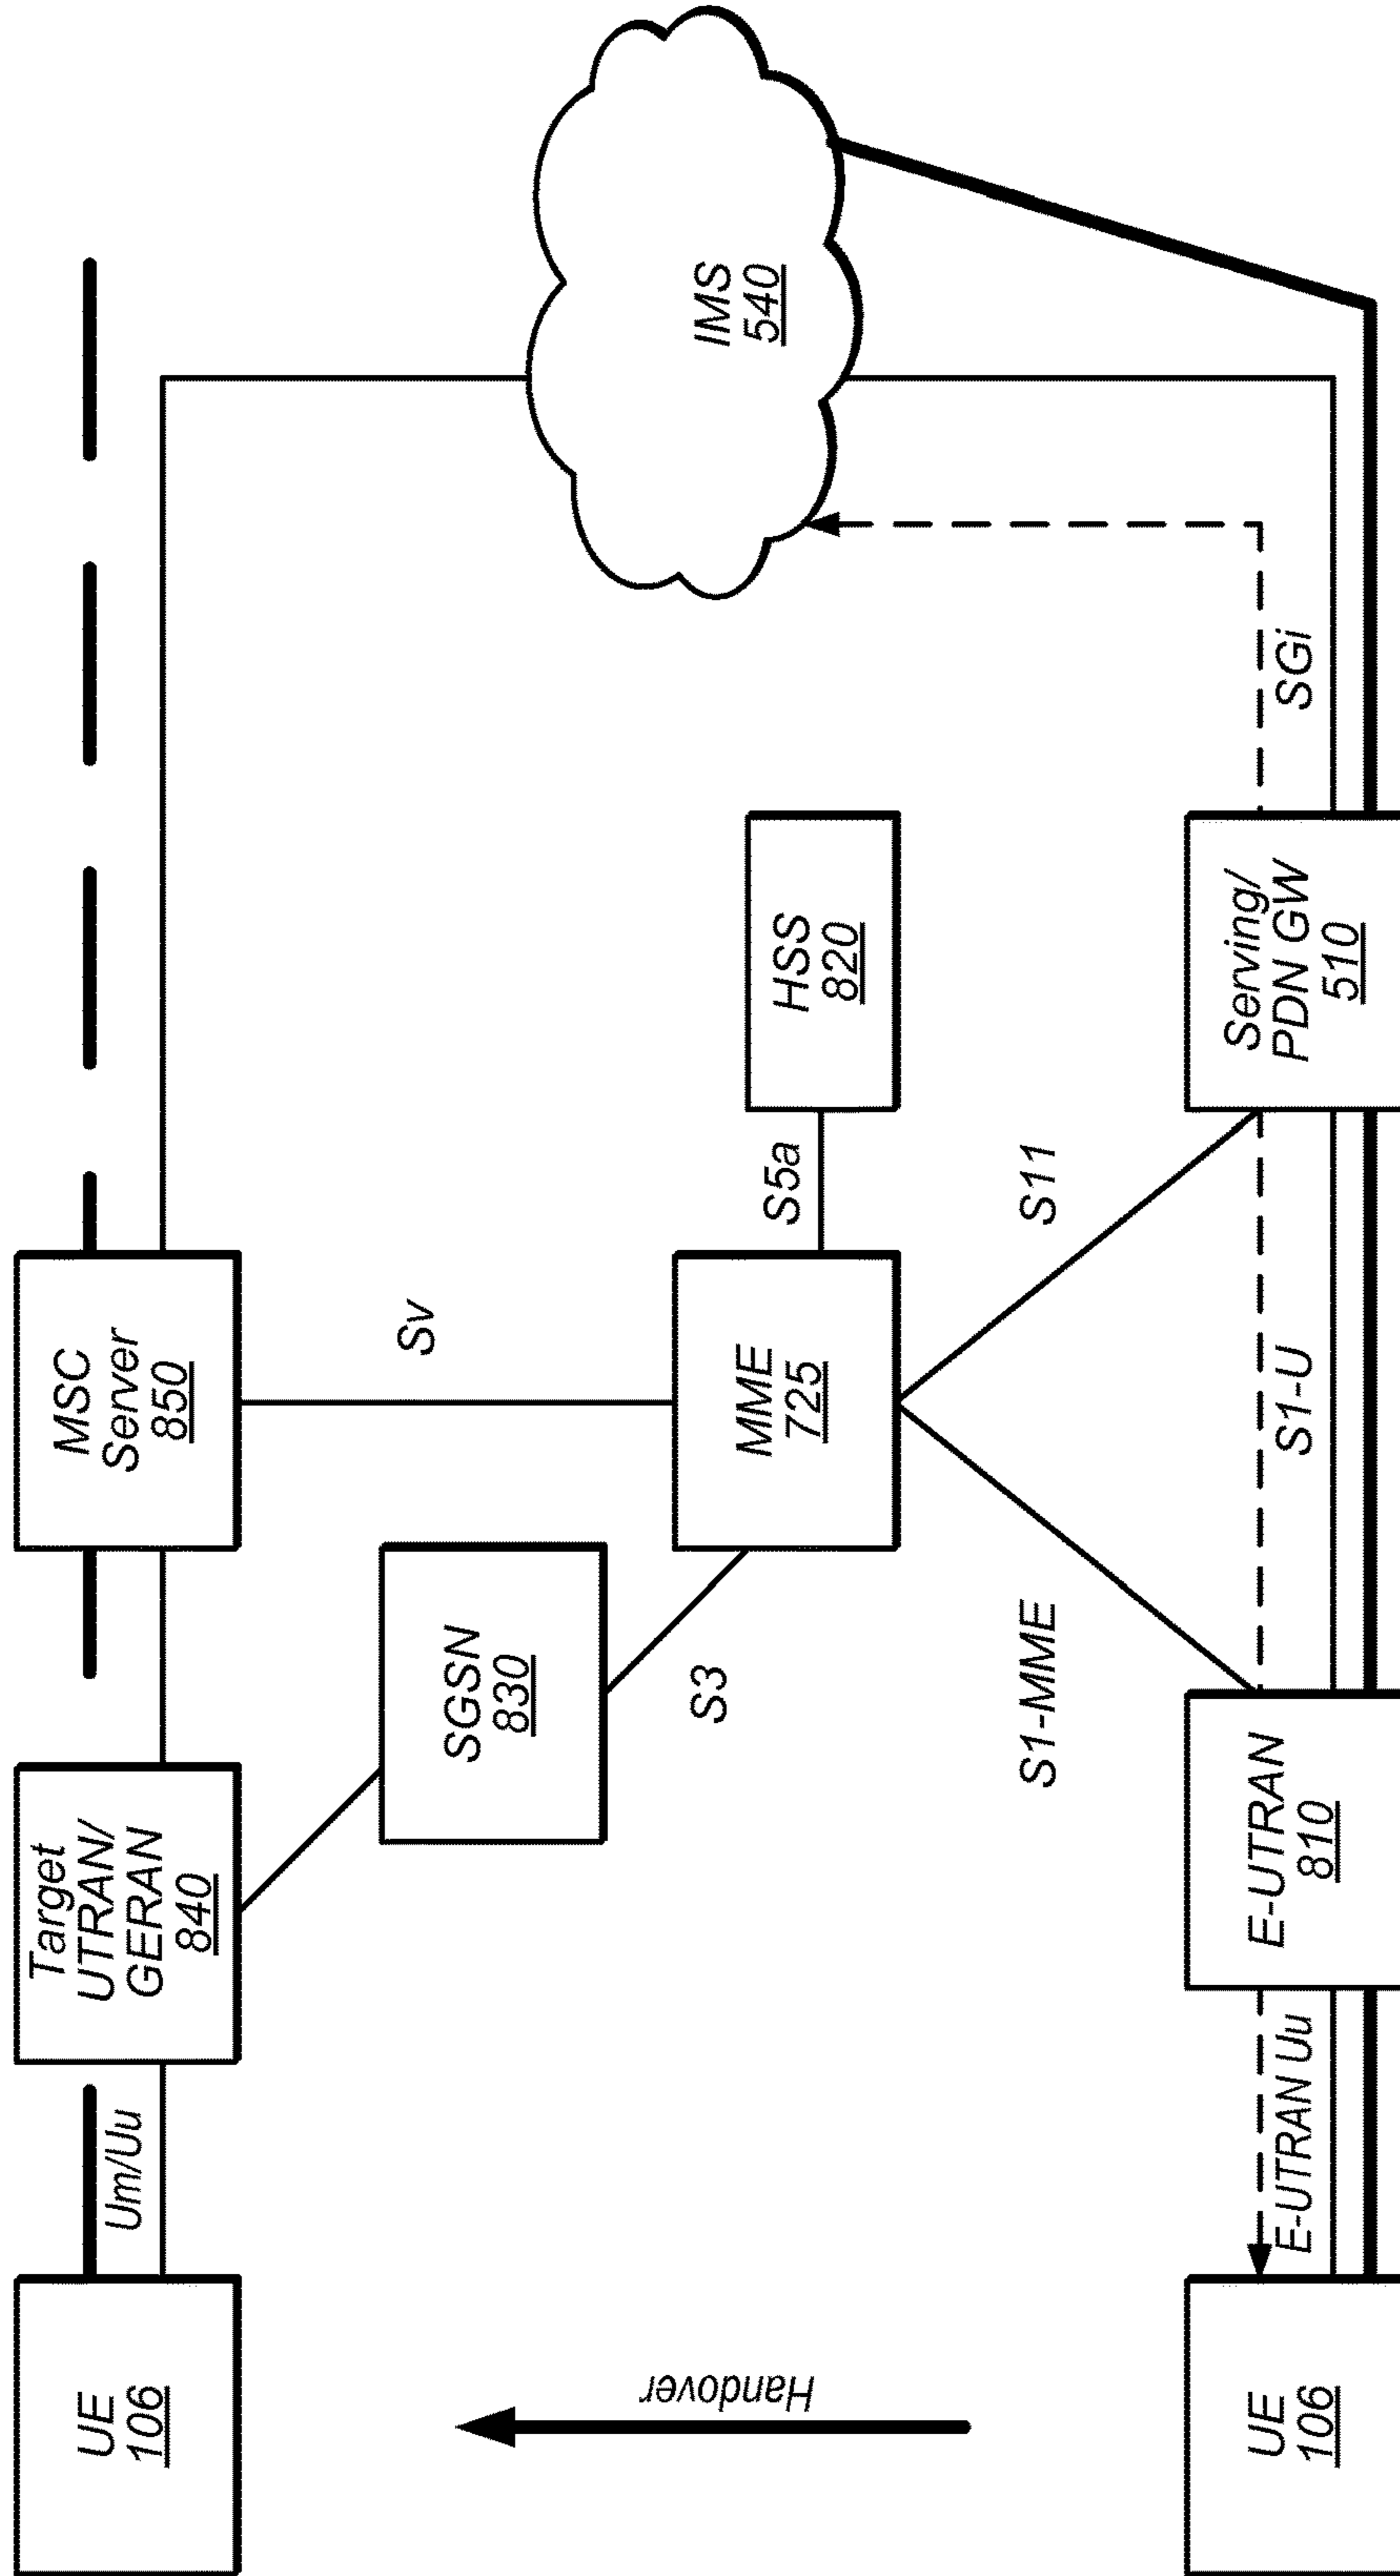 UE
106
Um/Uu
Target
UTRAN/
GERAN
840
MSC
Server
850
SGSN
830
Sv
S3
IMS
540
MME
725
S5a
HSS
820
Handover
S1-MME
S11
UE
106
E-UTRAN Uu
E-UTRAN
810
S1-U
Serving/
PDN GW
510
SGi